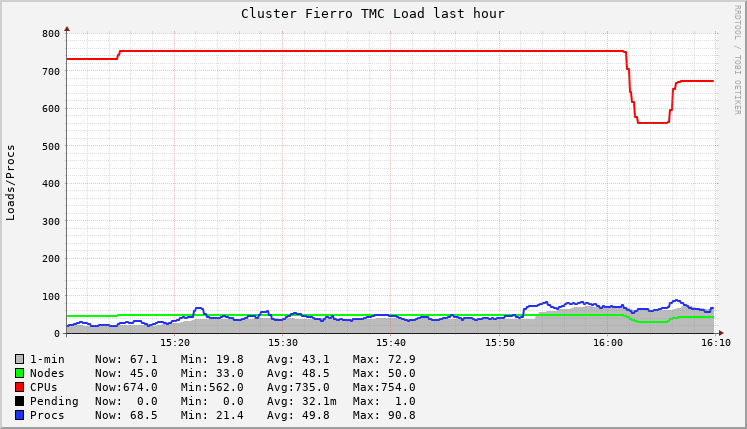 Cluster Fierro TMC Load last hour
RRDTOOL / TOBI OETIKER
Loads/Procs
800
700
600
500
400
300
200
100
0
15:20 15:30 15:40 15:50 16:00 16:10
1-min Now: 67.1 Min: 19.8 Avg: 43.1 Max: 72.9
Nodes Now: 45.0 Min: 33.0 Avg: 48.5 Max: 50.0
CPUs Now:674.0 Min:562.0 Avg:735.0 Max:754.0
Pending Now: 0.0 Min: 0.0 Avg: 32.1m Max: 1.0
Procs Now: 68.5 Min: 21.4 Avg: 49.8 Max: 90.8